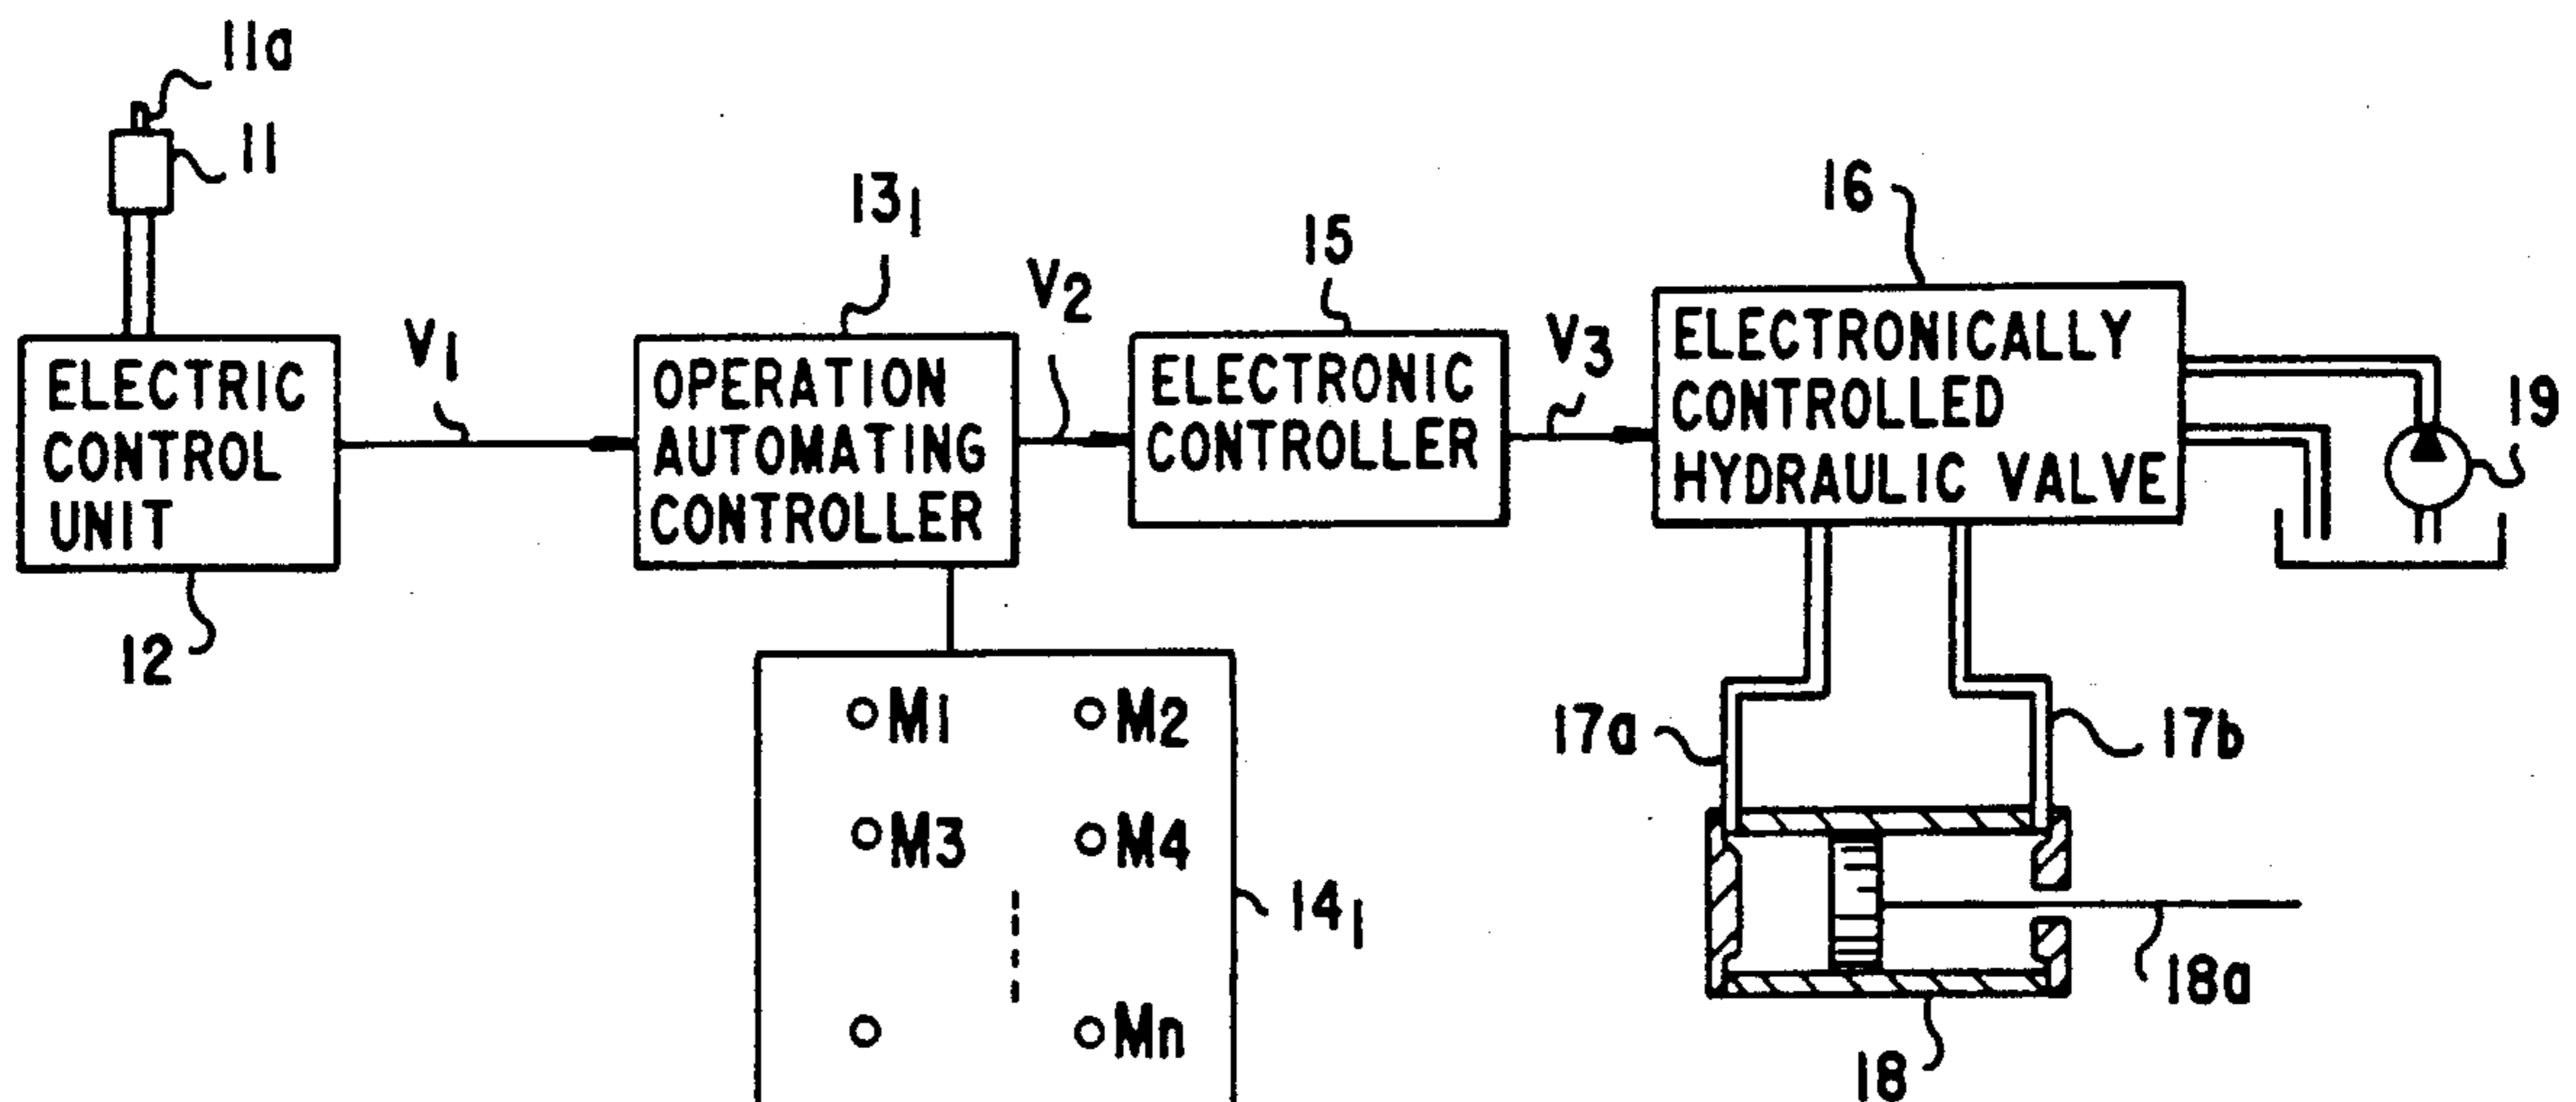 11a
11
13₁
16
15
V₁
V₂
V₃
19
ELECTRIC
CONTROL
UNIT
OPERATION
AUTOMATING
CONTROLLER
ELECTRONIC
CONTROLLER
ELECTRONICALLY
CONTROLLED
HYDRAULIC VALVE
12
M1 M2
M3 M4
Mn
14₁
17a
17b
18a
18